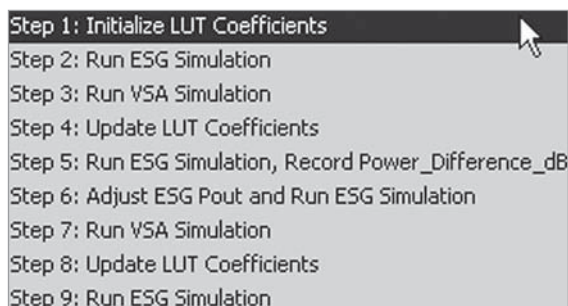 Step 1: Initialize LUT Coefficients
Step 2: Run ESG Simulation
Step 3: Run VSA Simulation
Step 4: Update LUT Coefficients
Step 5: Run ESG Simulation, Record Power_Difference_dB
Step 6: Adjust ESG Pout and Run ESG Simulation
Step 7: Run VSA Simulation
Step 8: Update LUT Coefficients
Step 9: Run ESG Simulation